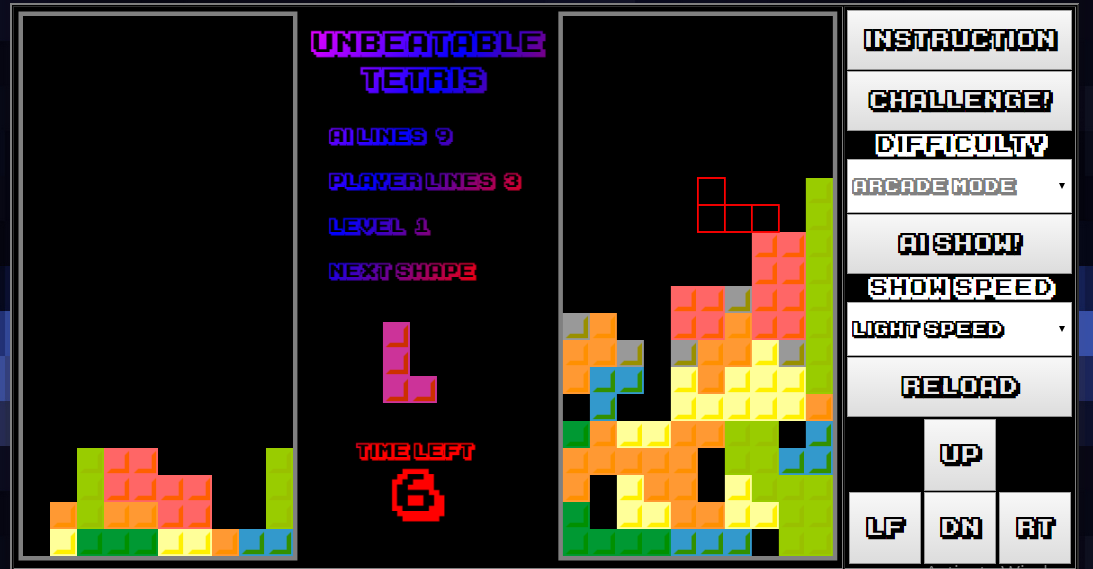 UNBEATABLE
TETRIS
AI LINES 9
PLAYER LINES 3
LEVEL 1
NEXT SHAPE
TIME LEFT
6
INSTRUCTION
CHALLENGE!
DIFFICULTY
ARCADE MODE
AI SHOW!
SHOW SPEED
LIGHT SPEED
RELOAD
UP
LF DN RT